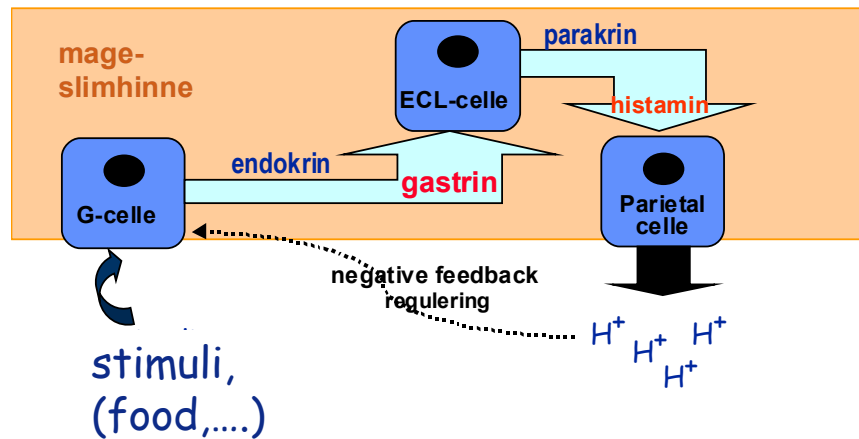 mage-
slimhinne
parakrin
ECL-celle
histamin
endokrin
gastrin
G-celle
Parietal
celle
negative feedback
regulering
H+
H+
H+
H+
stimuli,
(food,....)